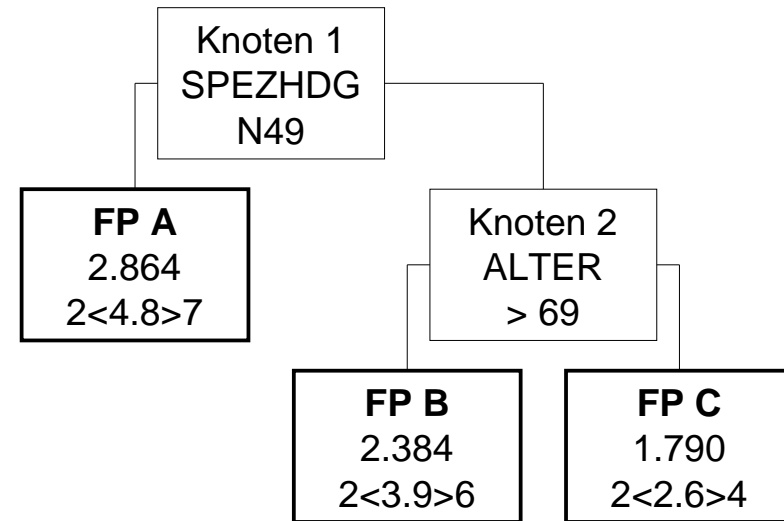 Knoten 1
SPEZHDG
N49
FP A
2.864
2<4.8>7
Knoten 2
ALTER
> 69
FP B
2.384
2<3.9>6
FP C
1.790
2<2.6>4